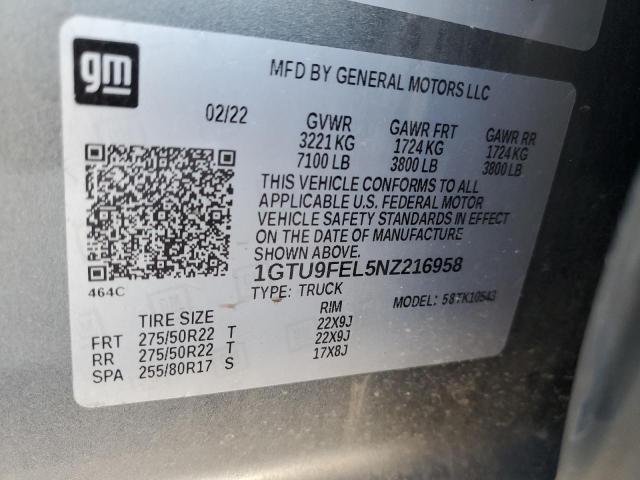 gm
MFD BY GENERAL MOTORS LLC
02/22
GVWR GAWR FRT GAWR RR
3221 KG 1724 KG 1724 KG
7100 LB 3800 LB 3800 LB
THIS VEHICLE CONFORMS TO ALL
APPLICABLE U.S. FEDERAL MOTOR
VEHICLE SAFETY STANDARDS IN EFFECT
ON THE DATE OF MANUFACTURE
SHOWN ABOVE.
464C
1GTU9FEL5NZ216958
TYPE: TRUCK MODEL: 58TK10543
TIRE SIZE RIM
FRT 275/50R22 T 22X9J
RR 275/50R22 T 22X9J
SPA 255/80R17 S 17X8J